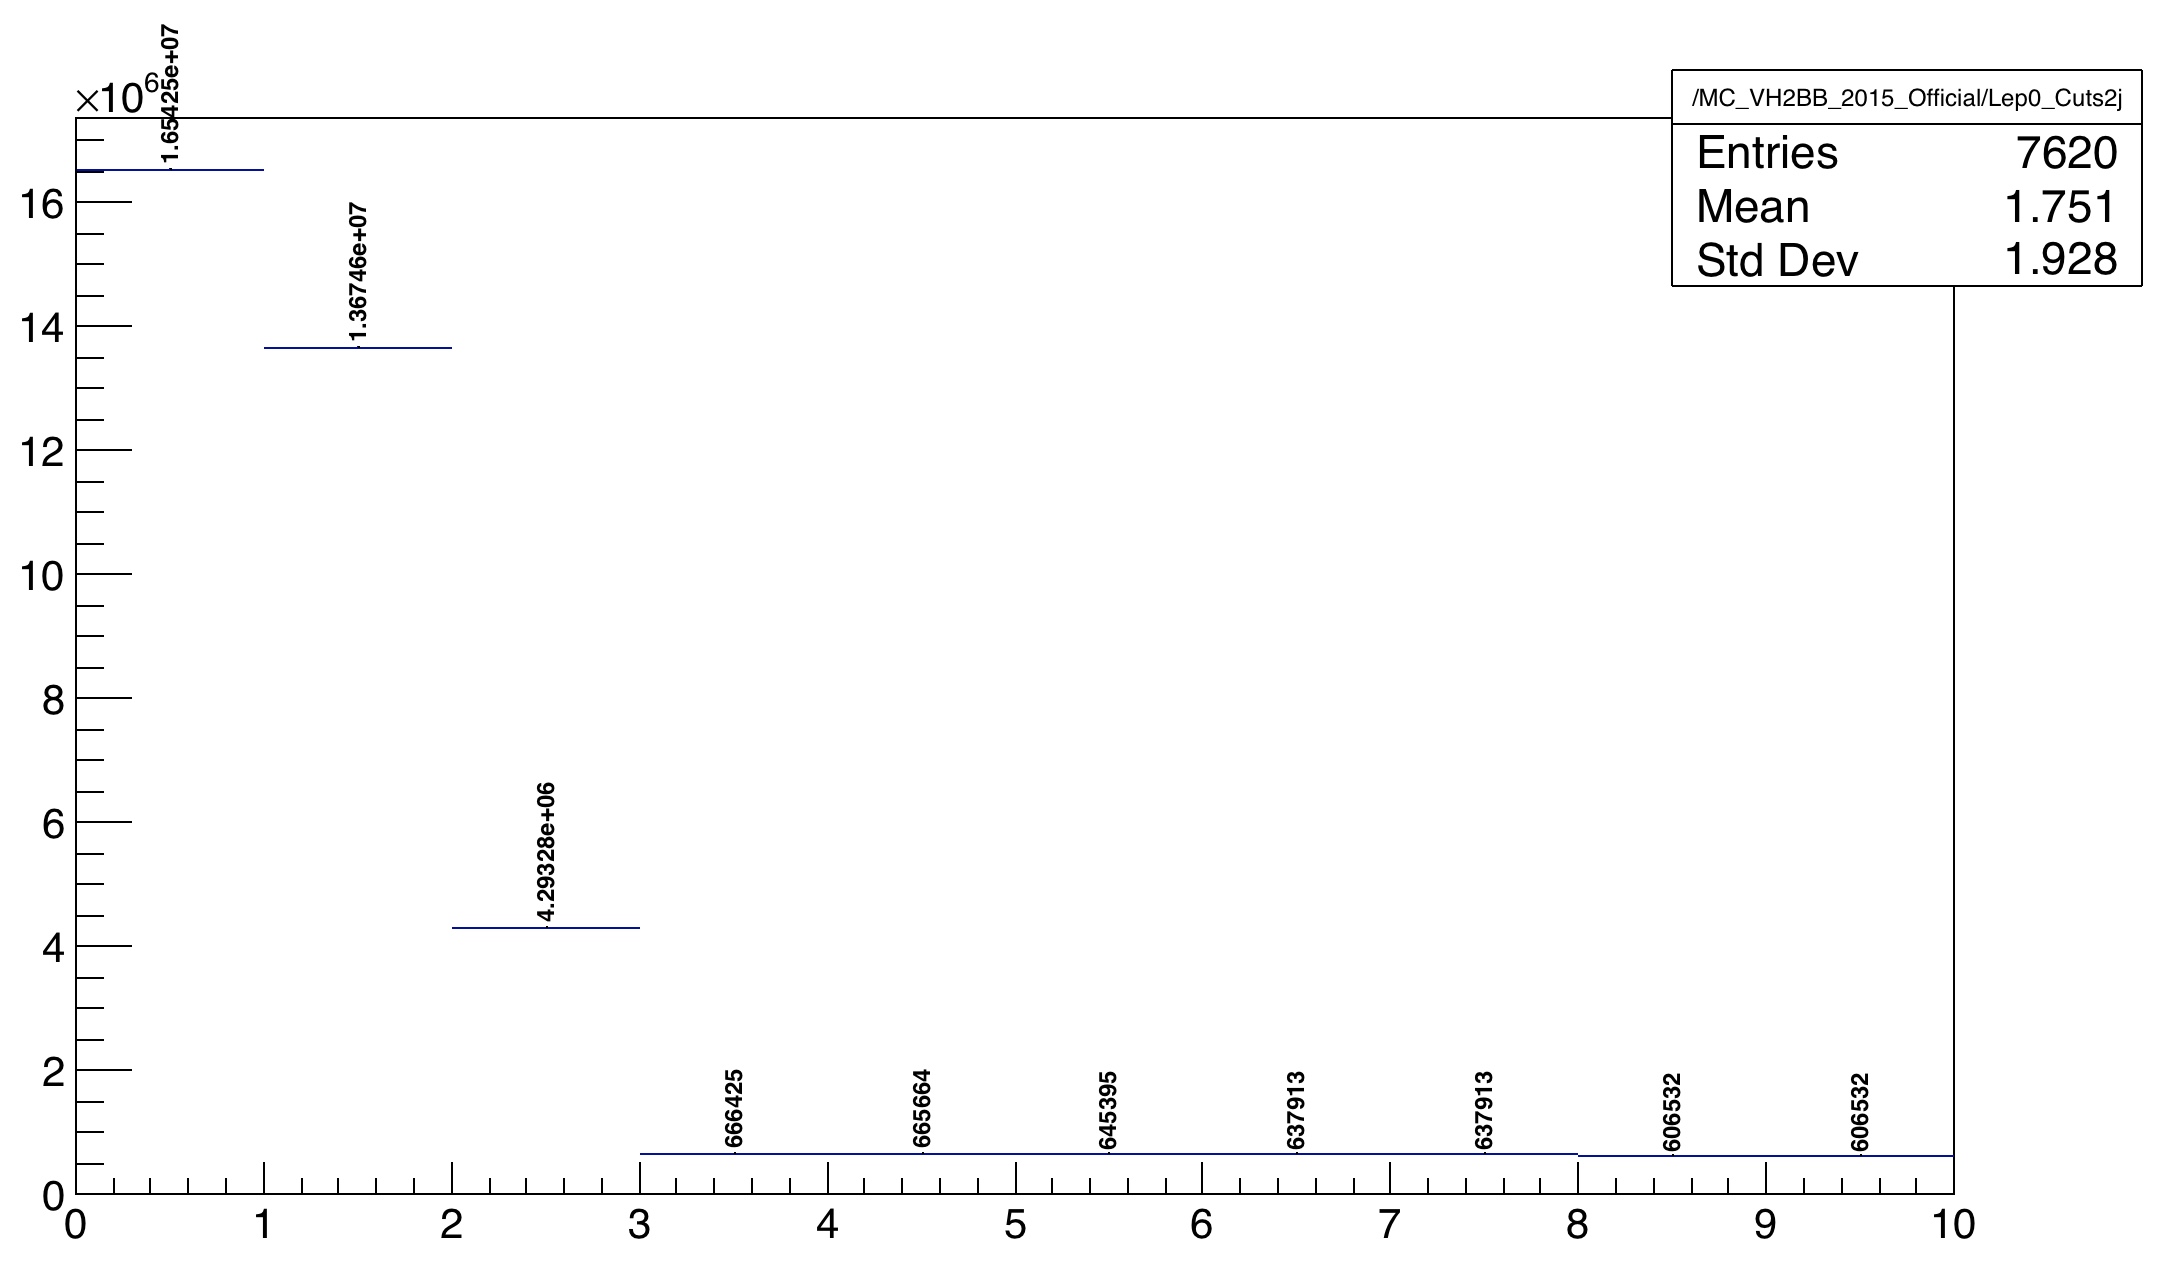 ×10⁶
1.65425e+07
/MC_VH2BB_2015_Official/Lep0_Cuts2j
Entries 7620
Mean 1.751
Std Dev 1.928
16
1.36746e+07
14
12
10
8
6
4.29328e+06
4
2
666425
665664
645395
637913
637913
606532
606532
0
0 1 2 3 4 5 6 7 8 9 10